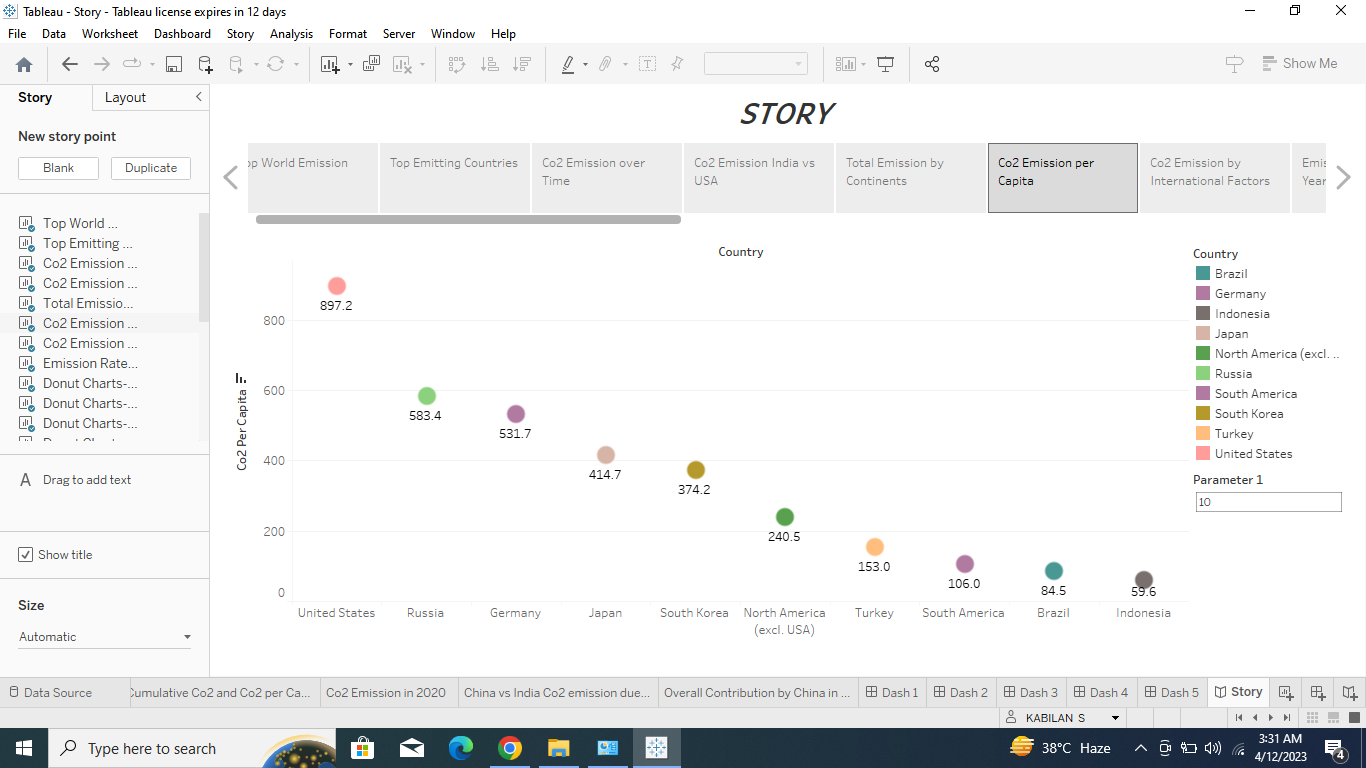 Tableau - Story - Tableau license expires in 12 days
File Data Worksheet Dashboard Story Analysis Format Server Window Help
Show Me
Story Layout
New story point
Blank Duplicate
Top World ...
Top Emitting ...
Co2 Emission ...
Co2 Emission ...
Total Emissio...
Co2 Emission ...
Co2 Emission ...
Emission Rate...
Donut Charts-...
Donut Charts-...
Donut Charts-...
A Drag to add text
Show title
Size
Automatic
STORY
op World Emission
Top Emitting Countries
Co2 Emission over
Time
Co2 Emission India vs
USA
Total Emission by
Continents
Co2 Emission per
Capita
Co2 Emission by
International Factors
Emis
Year
Country
Co2 Per Capita
800
600
400
200
0
897.2
583.4
531.7
414.7
374.2
240.5
153.0
106.0
84.5
59.6
United States
Russia
Germany
Japan
South Korea
North America
(excl. USA)
Turkey
South America
Brazil
Indonesia
Country
Brazil
Germany
Indonesia
Japan
North America (excl. ..
Russia
South America
South Korea
Turkey
United States
Parameter 1
10
Data Source Cumulative Co2 and Co2 per Ca... Co2 Emission in 2020 China vs India Co2 emission due... Overall Contribution by China in ... Dash 1 Dash 2 Dash 3 Dash 4 Dash 5 Story
KABILAN S
Type here to search
38°C Haze
3:31 AM
4/12/2023
4